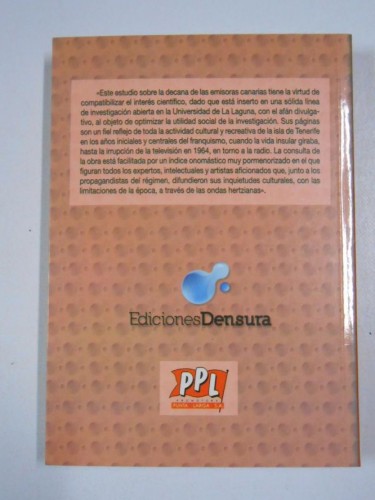 «Este estudio sobre la decana de las emisoras canarias tiene la virtud de
compatibilizar el interés científico, dado que está inserto en una sólida línea
de investigación abierta en la Universidad de La Laguna, con el afán divulga-
tivo, al objeto de optimizar la utilidad social de la investigación. Sus páginas
son un fiel reflejo de toda la actividad cultural y recreativa de la isla de Tenerife
en los años iniciales y centrales del franquismo, cuando la vida insular giraba,
hasta la irrupción de la televisión en 1964, en torno a la radio. La consulta de
la obra está facilitada por un índice onomástico muy pormenorizado en el que
figuran todos los expertos, intelectuales y artistas aficionados que, junto a los
propagandistas del régimen, difundieron sus inquietudes culturales, con las
limitaciones de la época, a través de las ondas hertzianas».
EdicionesDensura
PPL